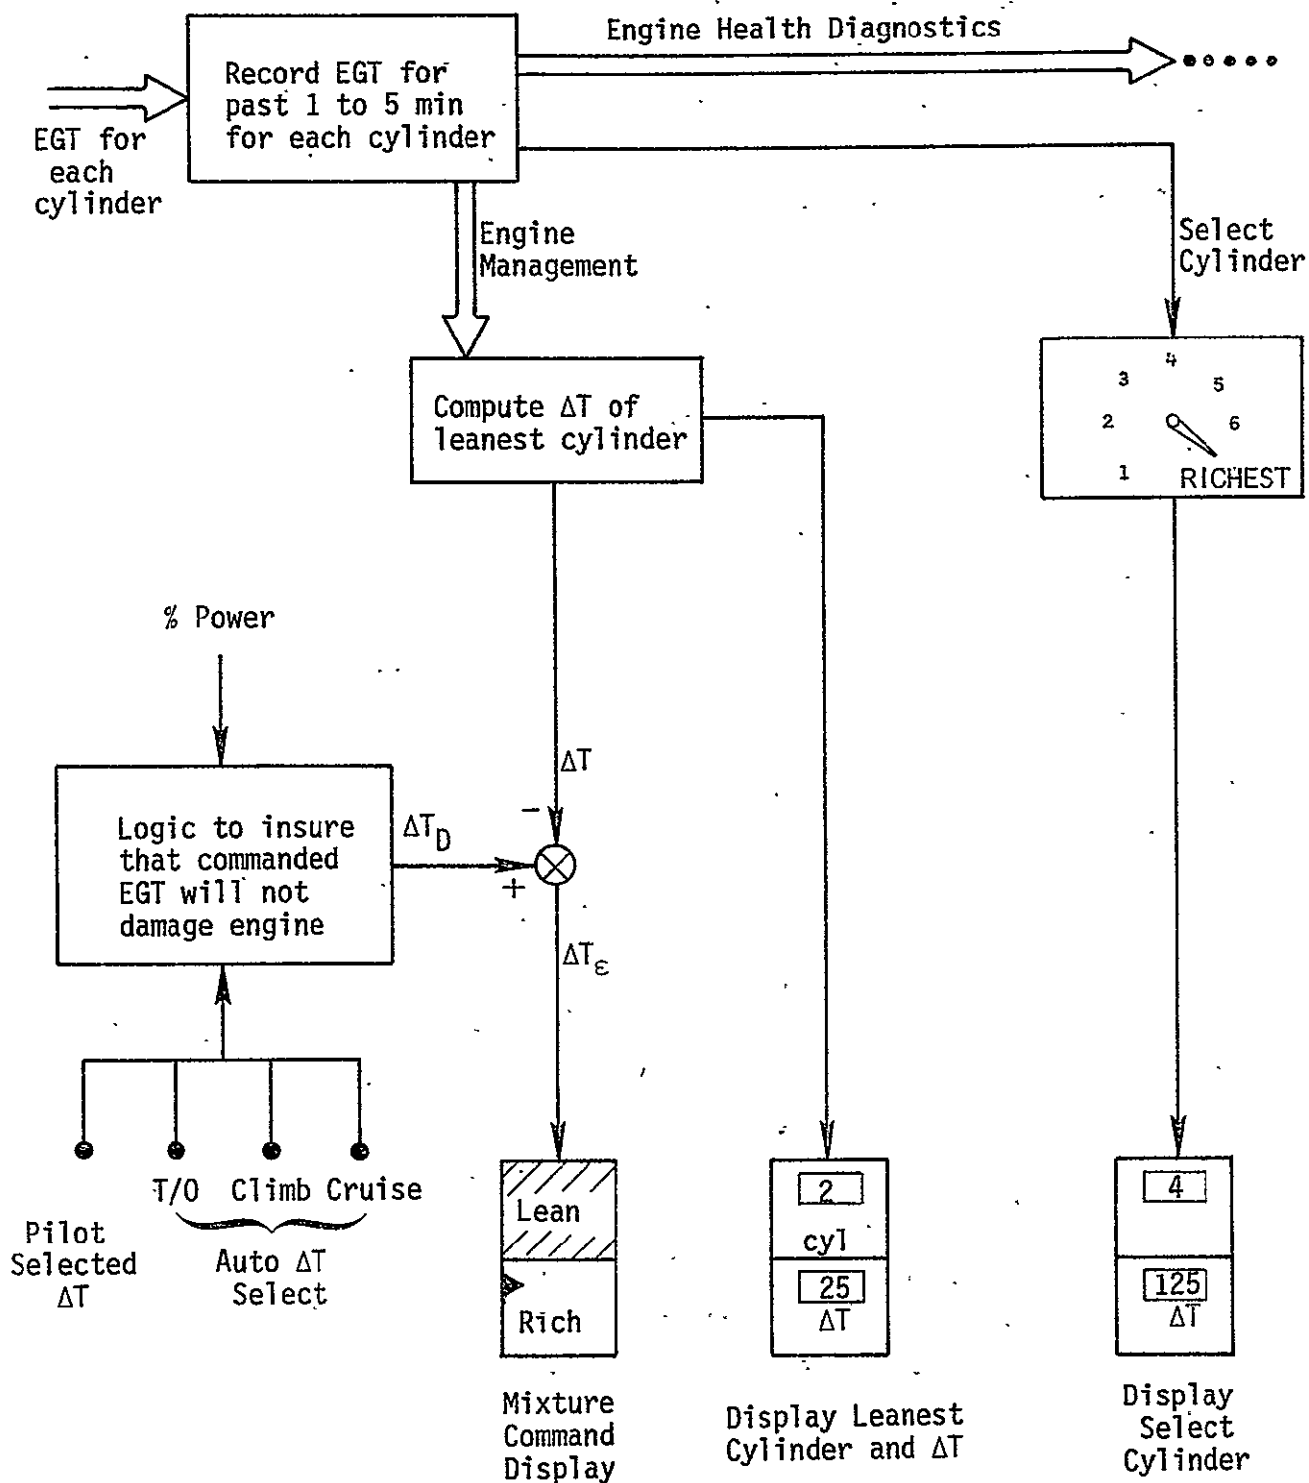 Engine Health Diagnostics
Record EGT for
past 1 to 5 min
for each cylinder
EGT for
each
cylinder
Engine
Management
Select
Cylinder
Compute ΔT of
leanest cylinder
4
3
5
2
6
1
RICHEST
% Power
ΔT
-
Logic to insure
that commanded
EGT will not
damage engine
ΔT_D
+
ΔT_ε
T/O Climb Cruise
Pilot
Selected
ΔT
Auto ΔT
Select
Lean
Rich
Mixture
Command
Display
2
cyl
25
ΔT
Display Leanest
Cylinder and ΔT
4
125
ΔT
Display
Select
Cylinder